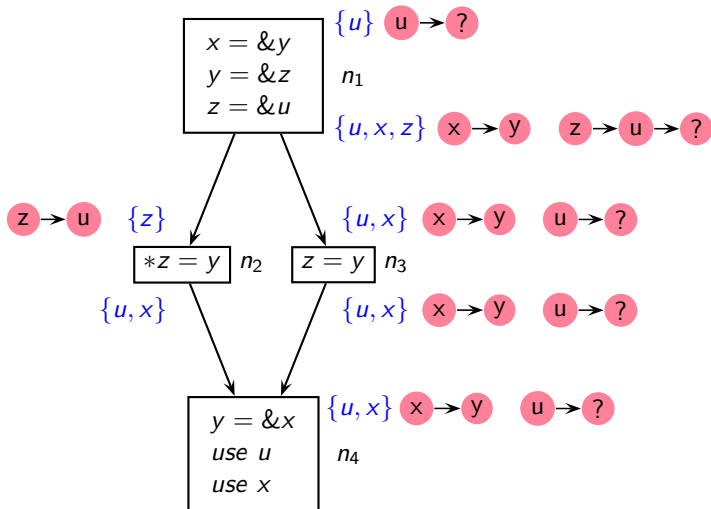 x = &y
y = &z
z = &u
n1
{u} u ?
{u, x, z} x y z u ?
z u {z}
{u, x} x y u ?
*z = y n2
z = y n3
{u, x}
{u, x} x y u ?
{u, x} x y u ?
y = &x
use u
use x
n4